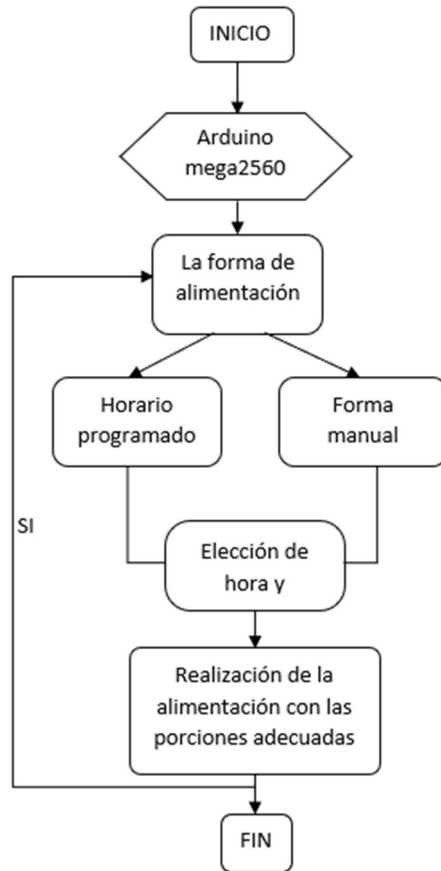 INICIO
Arduino
mega2560
La forma de
alimentación
Horario
programado
Forma
manual
SI
Elección de
hora y
Realización de la
alimentación con las
porciones adecuadas
FIN